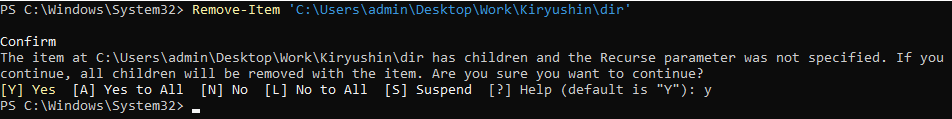 PS C:\Windows\System32> Remove-Item 'C:\Users\admin\Desktop\Work\Kiryushin\dir'
Confirm
The item at C:\Users\admin\Desktop\Work\Kiryushin\dir has children and the Recurse parameter was not specified. If you
continue, all children will be removed with the item. Are you sure you want to continue?
[Y] Yes  [A] Yes to All  [N] No  [L] No to All  [S] Suspend  [?] Help (default is "Y"): y
PS C:\Windows\System32>